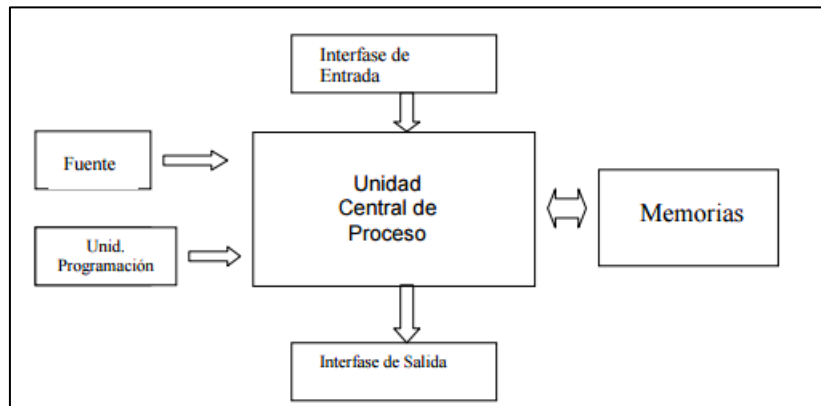 Interfase de
Entrada
Fuente
Unidad
Central de
Proceso
Memorias
Unid.
Programación
Interfase de Salida